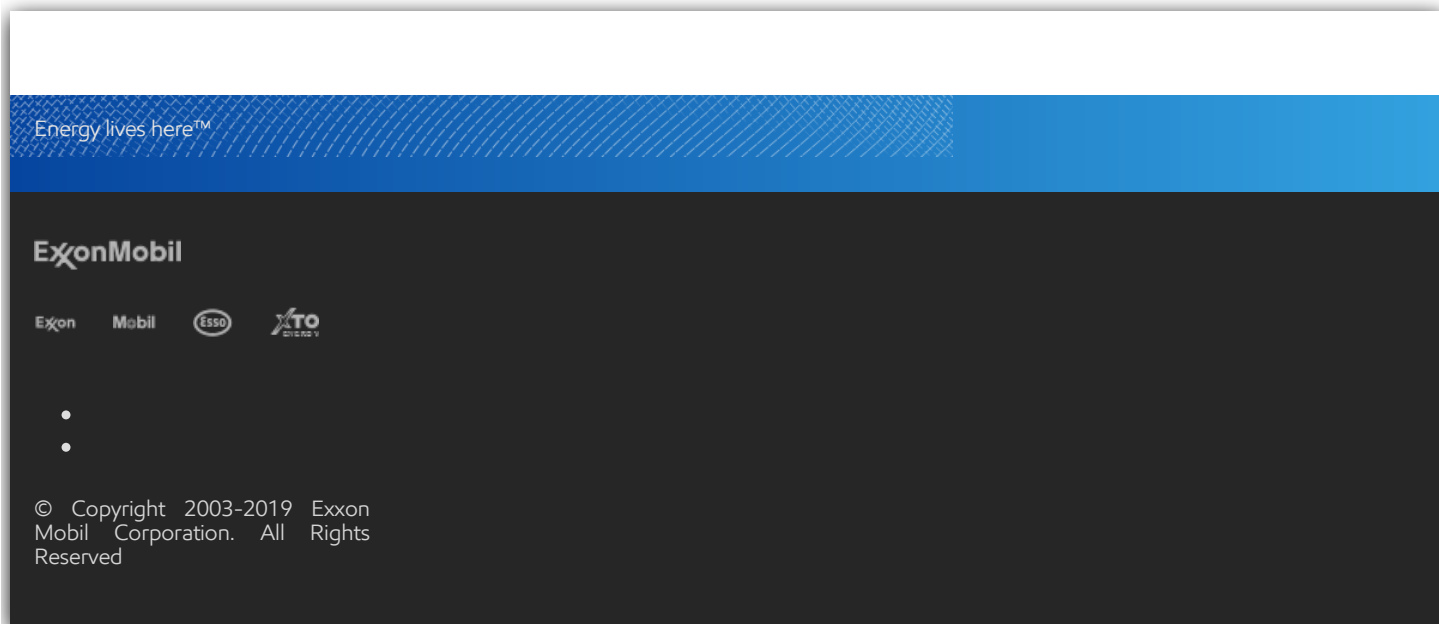 Energy lives here™
ExxonMobil
Exxon Mobil Esso XTO ENERGY
© Copyright 2003-2019 Exxon
Mobil Corporation. All Rights
Reserved